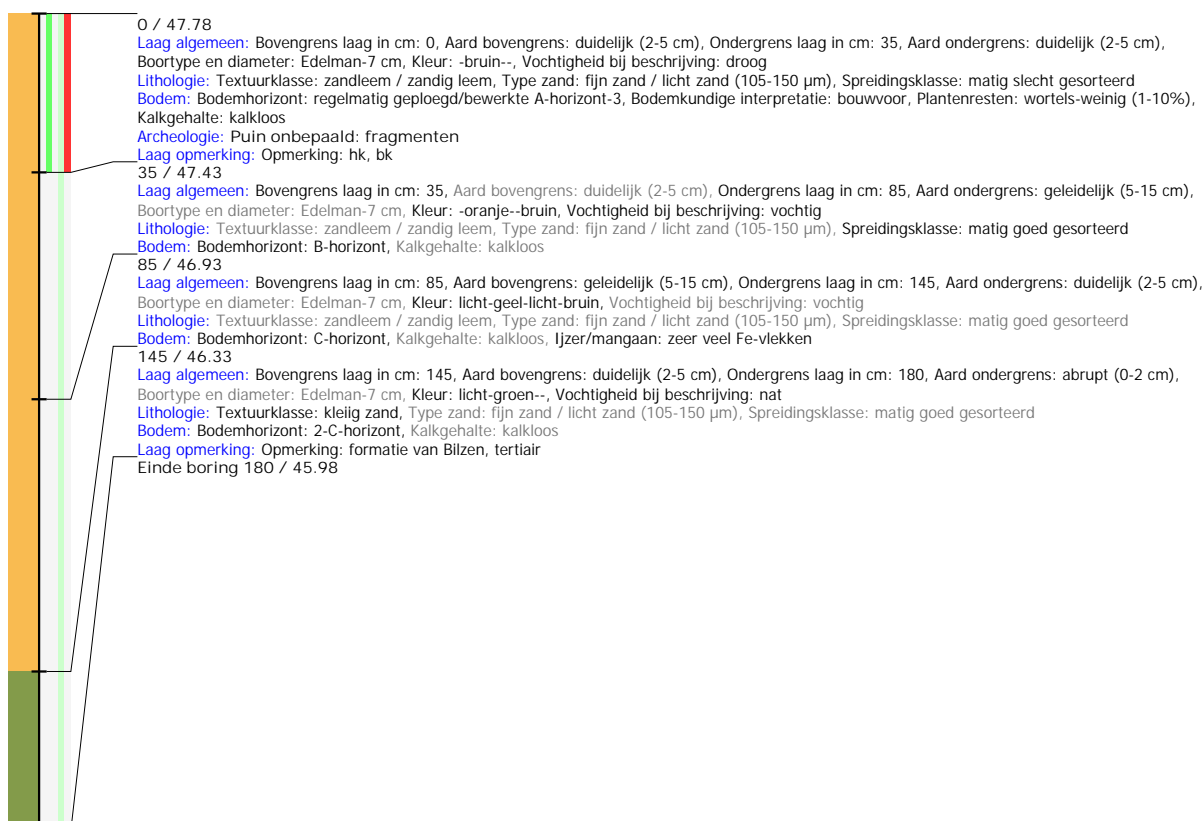 0 / 47.78
Laag algemeen: Bovengrens laag in cm: 0, Aard bovengrens: duidelijk (2-5 cm), Ondergrens laag in cm: 35, Aard ondergrens: duidelijk (2-5 cm),
Boortype en diameter: Edelman-7 cm, Kleur: -bruin--, Vochtigheid bij beschrijving: droog
Lithologie: Textuurklasse: zandleem / zandig leem, Type zand: fijn zand / licht zand (105-150 µm), Spreidingsklasse: matig slecht gesorteerd
Bodem: Bodemhorizont: regelmatig geploegd/bewerkte A-horizont-3, Bodemkundige interpretatie: bouwvoor, Plantenresten: wortels-weinig (1-10%),
Kalkgehalte: kalkloos
Archeologie: Puin onbepaald: fragmenten
Laag opmerking: Opmerking: hk, bk
35 / 47.43
Laag algemeen: Bovengrens laag in cm: 35, Aard bovengrens: duidelijk (2-5 cm), Ondergrens laag in cm: 85, Aard ondergrens: geleidelijk (5-15 cm),
Boortype en diameter: Edelman-7 cm, Kleur: -oranje--bruin, Vochtigheid bij beschrijving: vochtig
Lithologie: Textuurklasse: zandleem / zandig leem, Type zand: fijn zand / licht zand (105-150 µm), Spreidingsklasse: matig goed gesorteerd
Bodem: Bodemhorizont: B-horizont, Kalkgehalte: kalkloos
85 / 46.93
Laag algemeen: Bovengrens laag in cm: 85, Aard bovengrens: geleidelijk (5-15 cm), Ondergrens laag in cm: 145, Aard ondergrens: duidelijk (2-5 cm),
Boortype en diameter: Edelman-7 cm, Kleur: licht-geel-licht-bruin, Vochtigheid bij beschrijving: vochtig
Lithologie: Textuurklasse: zandleem / zandig leem, Type zand: fijn zand / licht zand (105-150 µm), Spreidingsklasse: matig goed gesorteerd
Bodem: Bodemhorizont: C-horizont, Kalkgehalte: kalkloos, Ijzer/mangaan: zeer veel Fe-vlekken
145 / 46.33
Laag algemeen: Bovengrens laag in cm: 145, Aard bovengrens: duidelijk (2-5 cm), Ondergrens laag in cm: 180, Aard ondergrens: abrupt (0-2 cm),
Boortype en diameter: Edelman-7 cm, Kleur: licht-groen--, Vochtigheid bij beschrijving: nat
Lithologie: Textuurklasse: kleiig zand, Type zand: fijn zand / licht zand (105-150 µm), Spreidingsklasse: matig goed gesorteerd
Bodem: Bodemhorizont: 2-C-horizont, Kalkgehalte: kalkloos
Laag opmerking: Opmerking: formatie van Bilzen, tertiair
Einde boring 180 / 45.98